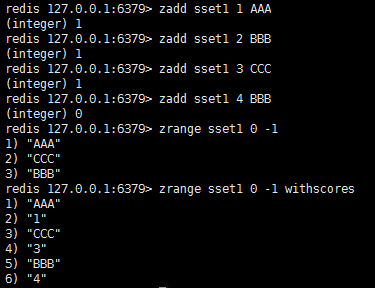 redis 127.0.0.1:6379> zadd sset1 1 AAA
(integer) 1
redis 127.0.0.1:6379> zadd sset1 2 BBB
(integer) 1
redis 127.0.0.1:6379> zadd sset1 3 CCC
(integer) 1
redis 127.0.0.1:6379> zadd sset1 4 BBB
(integer) 0
redis 127.0.0.1:6379> zrange sset1 0 -1
1) "AAA"
2) "CCC"
3) "BBB"
redis 127.0.0.1:6379> zrange sset1 0 -1 withscores
1) "AAA"
2) "1"
3) "CCC"
4) "3"
5) "BBB"
6) "4"